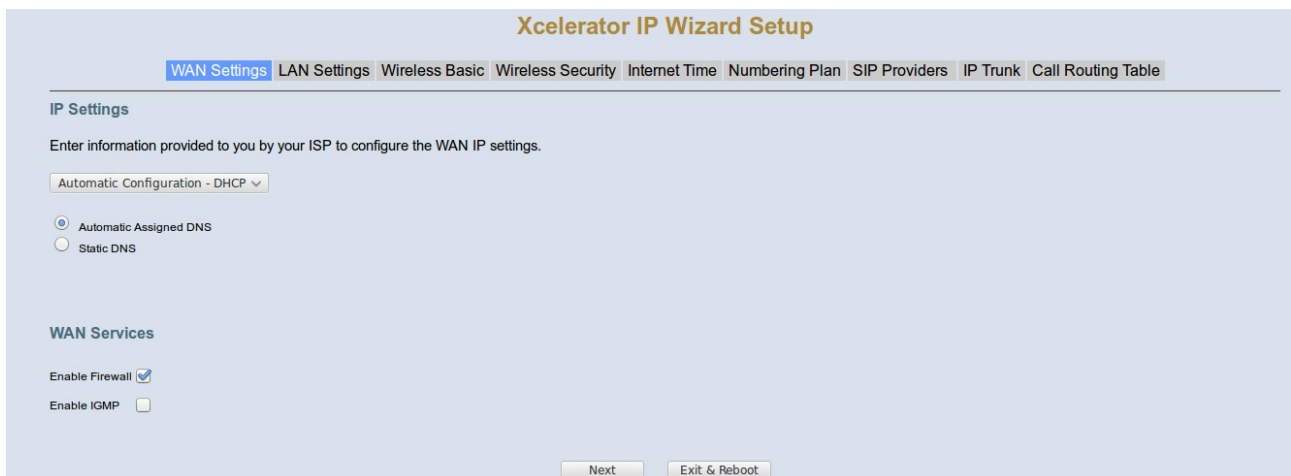 Xcelerator IP Wizard Setup
WAN Settings LAN Settings Wireless Basic Wireless Security Internet Time Numbering Plan SIP Providers IP Trunk Call Routing Table
IP Settings
Enter information provided to you by your ISP to configure the WAN IP settings.
Automatic Configuration - DHCP
Automatic Assigned DNS
Static DNS
WAN Services
Enable Firewall
Enable IGMP
Next Exit & Reboot